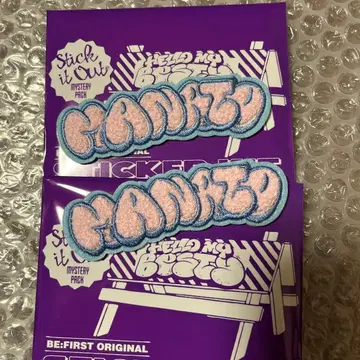 Stick
it Out
MYSTERY
PACK
HELLO MY
BESTY
MANATO
STICKER
MANATO
Stick
it Out
MYSTERY
PACK
HELLO MY
BESTY
BE:FIRST ORIGINAL